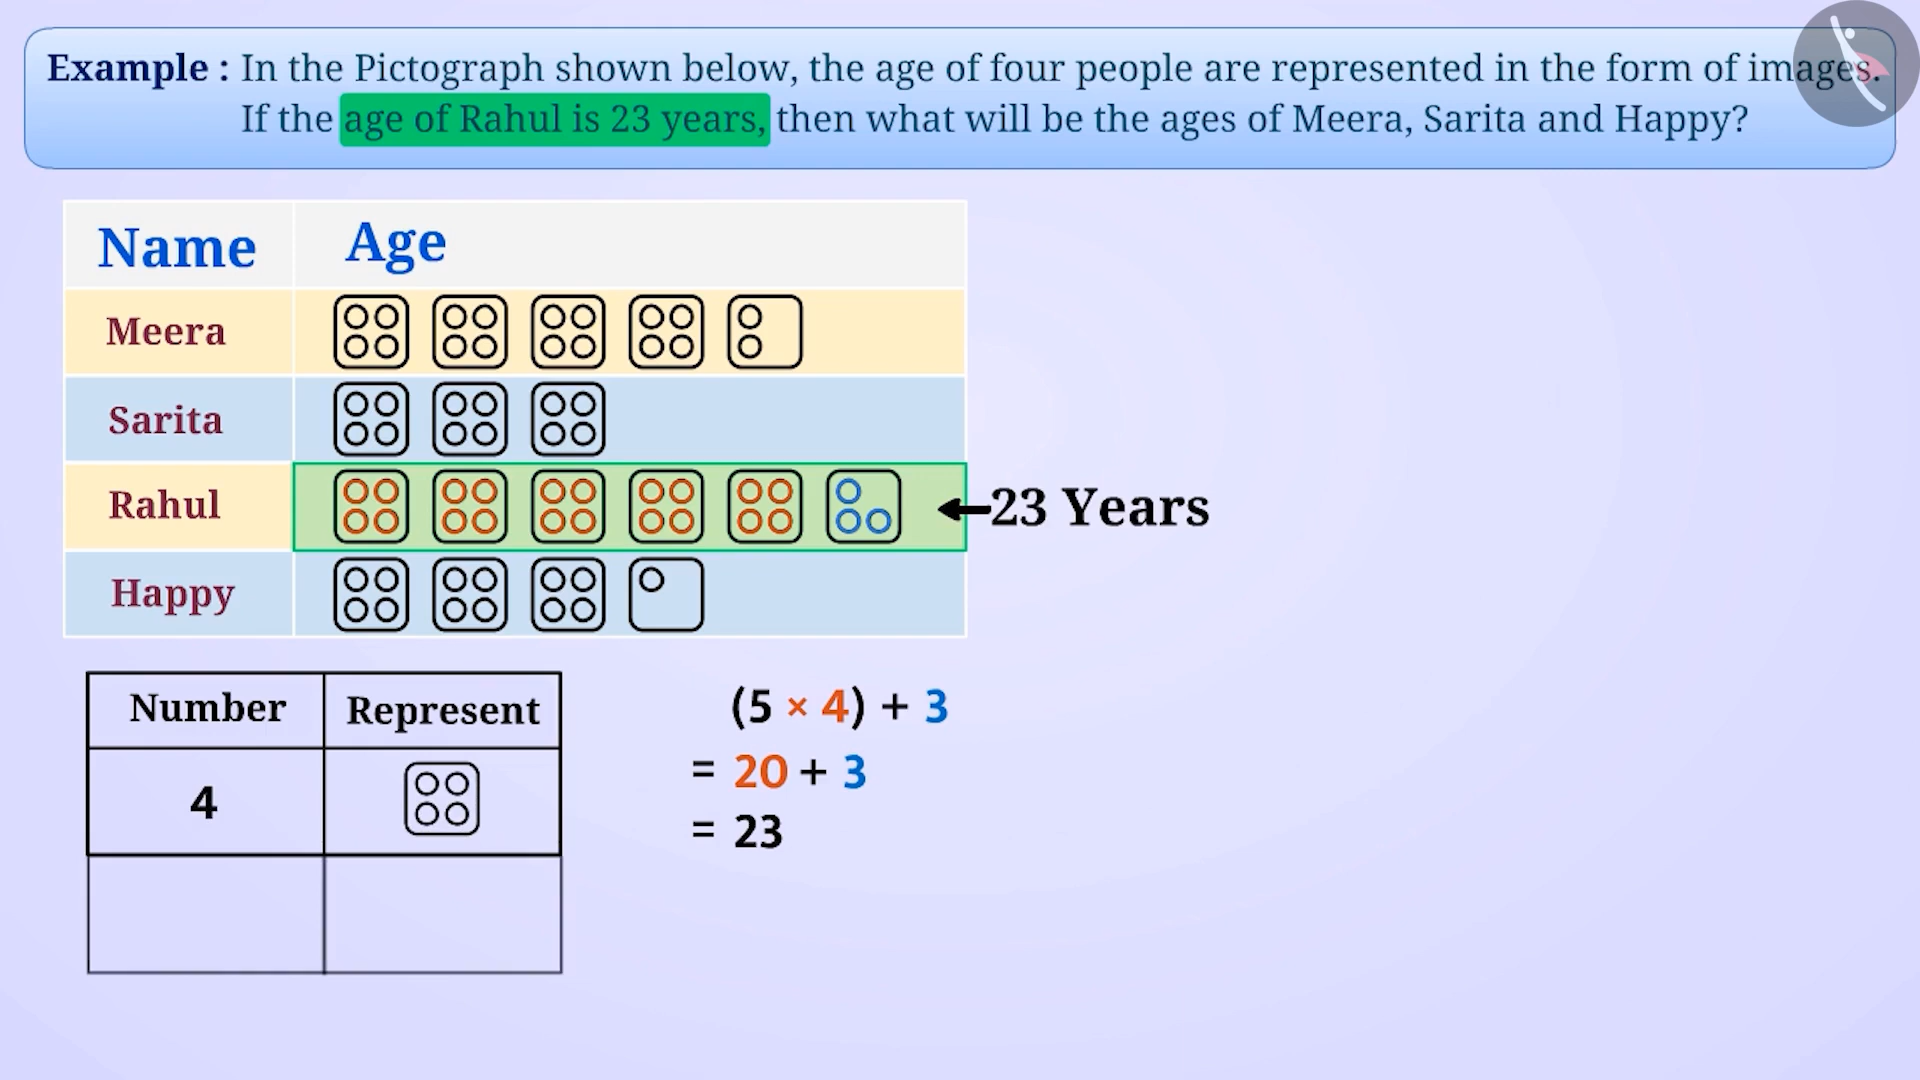 Example : In the Pictograph shown below, the age of four people are represented in the form of images.
If the age of Rahul is 23 years, then what will be the ages of Meera, Sarita and Happy?
Name Age
Meera
Sarita
Rahul
23 Years
Happy
Number Represent
4
(5 × 4) + 3
= 20 + 3
= 23